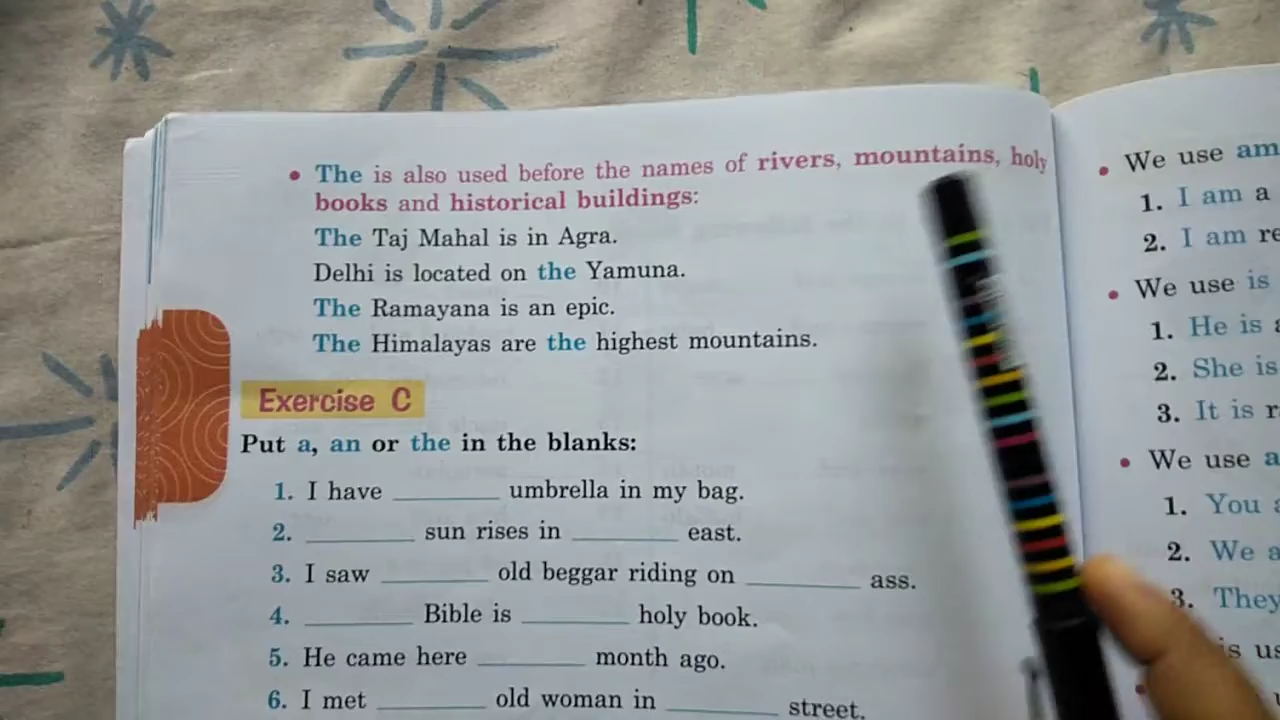 • The is also used before the names of rivers, mountains, holy
books and historical buildings:
The Taj Mahal is in Agra.
Delhi is located on the Yamuna.
The Ramayana is an epic.
The Himalayas are the highest mountains.
Exercise C
Put a, an or the in the blanks:
1. I have ________ umbrella in my bag.
2. ________ sun rises in ________ east.
3. I saw ________ old beggar riding on ________ ass.
4. ________ Bible is ________ holy book.
5. He came here ________ month ago.
6. I met ________ old woman in ________ street.
• We use am
1. I am a
2. I am
• We use is
1. He is
2. She is
3. It is
• We use
1. You
2. We
3. They
is